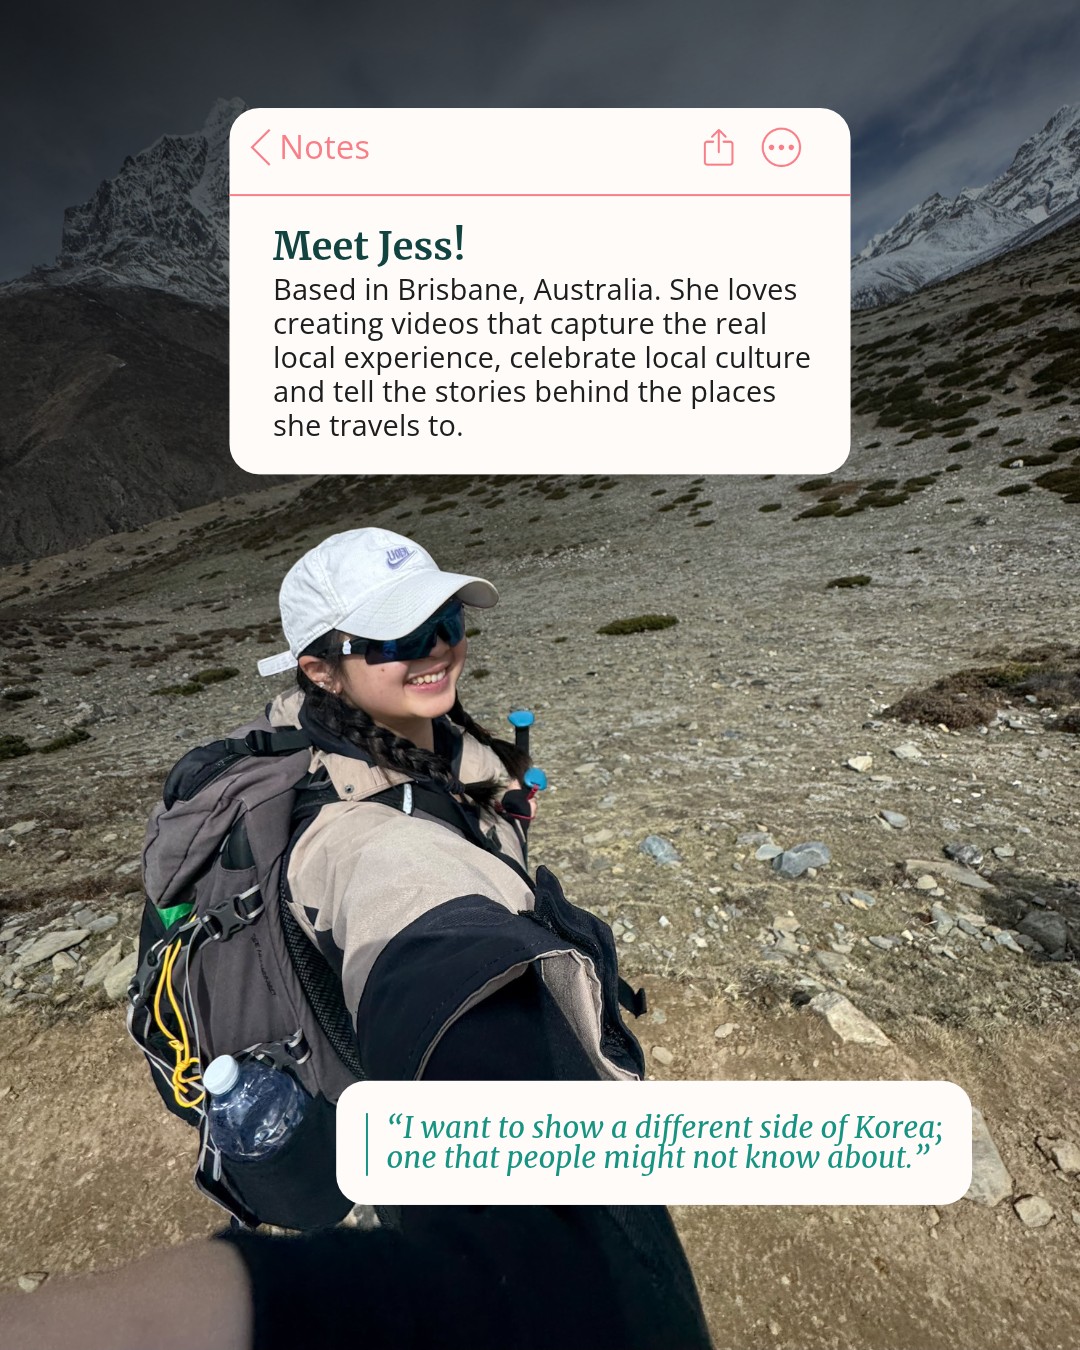 Notes
Meet Jess!
Based in Brisbane, Australia. She loves
creating videos that capture the real
local experience, celebrate local culture
and tell the stories behind the places
she travels to.
“I want to show a different side of Korea;
one that people might not know about.”